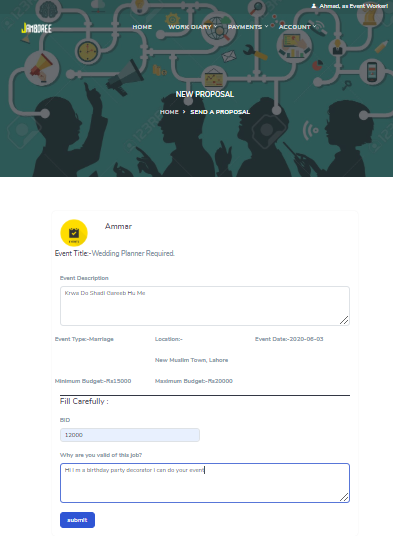 Ahmad, as Event Worker!
JAMBOREE
HOME WORK DIARY PAYMENTS ACCOUNT
NEW PROPOSAL
HOME > SEND A PROPOSAL
Ammar
Event Title:-Wedding Planner Required.
Event Description
Krwa Do Shadi Gareeb Hu Me
Event Type:-Marriage Location:- Event Date:-2020-06-03
New Muslim Town, Lahore
Minimum Budget:-Rs15000 Maximum Budget:-Rs20000
Fill Carefully :
BID
12000
Why are you valid of this job?
Hi I m a birthday party decorator I can do your event
submit